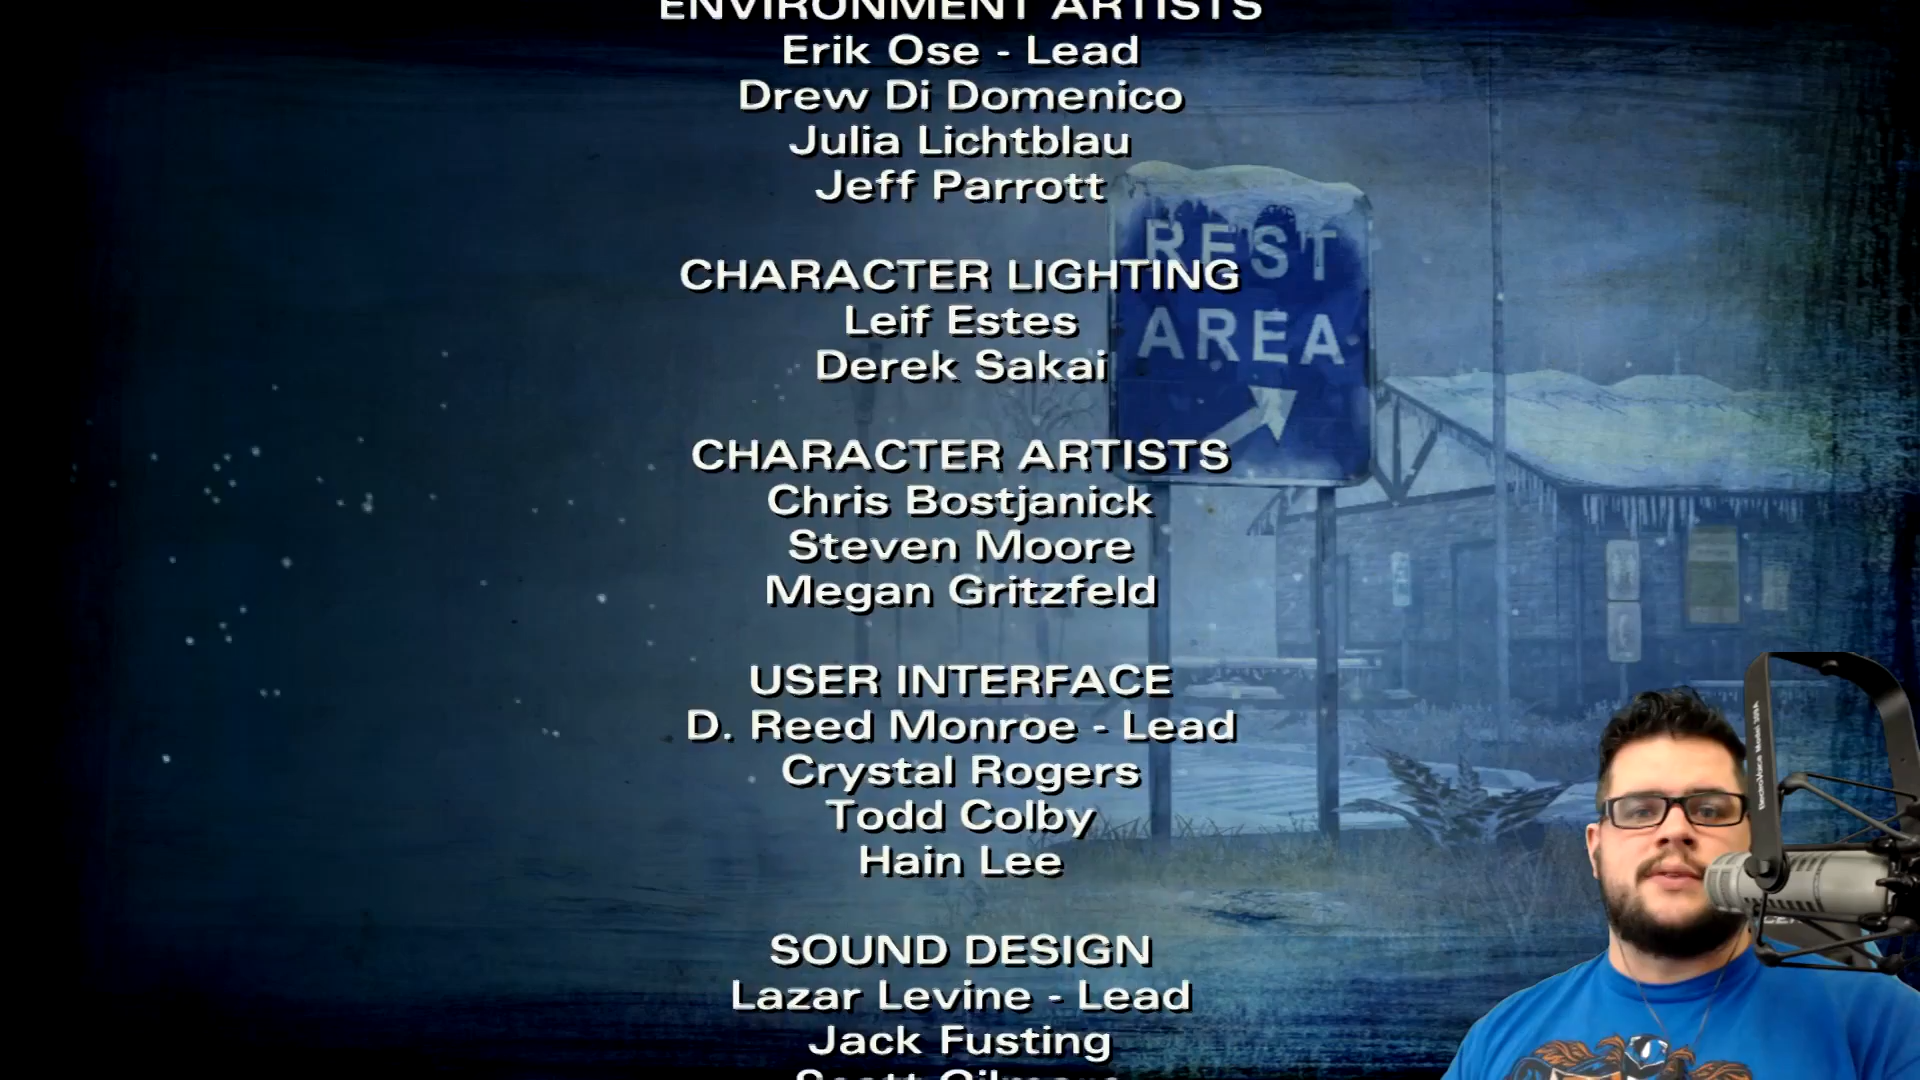 ENVIRONMENT ARTISTS
Erik Ose - Lead
Drew Di Domenico
Julia Lichtblau
Jeff Parrott
REST
AREA
CHARACTER LIGHTING
Leif Estes
Derek Sakai
CHARACTER ARTISTS
Chris Bostjanick
Steven Moore
Megan Gritzfeld
USER INTERFACE
D. Reed Monroe - Lead
Crystal Rogers
Todd Colby
Hain Lee
SOUND DESIGN
Lazar Levine - Lead
Jack Fusting
Scott Gilmore